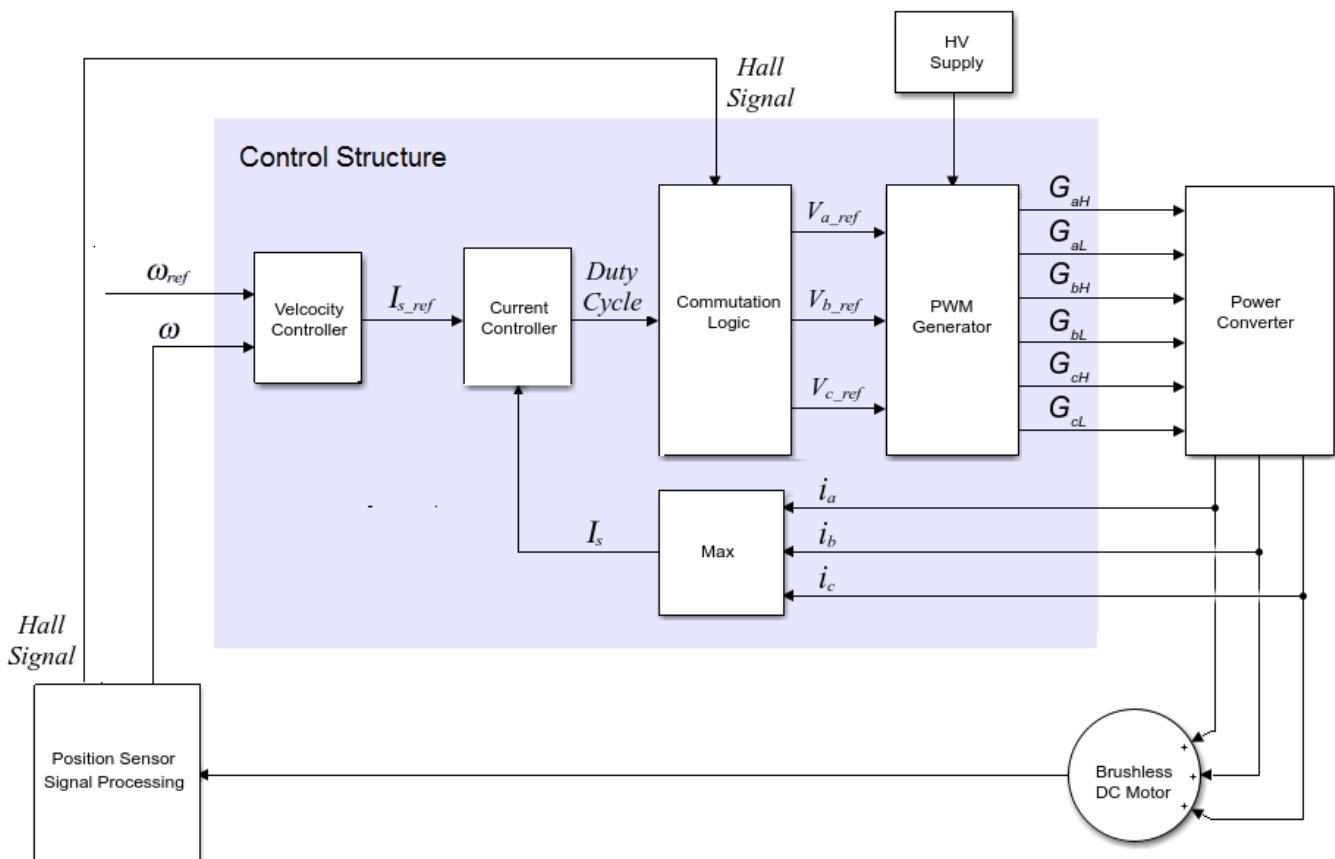 HV
Supply
Hall
Signal
Control Structure
G_aH
G_aL
G_bH
G_bL
G_cH
G_cL
V_a_ref
V_b_ref
V_c_ref
ω_ref
ω
Velcocity
Controller
I_s_ref
Current
Controller
Duty
Cycle
Commutation
Logic
PWM
Generator
Power
Converter
i_a
i_b
i_c
I_s
Max
Hall
Signal
Position Sensor
Signal Processing
Brushless
DC Motor
+
+
+